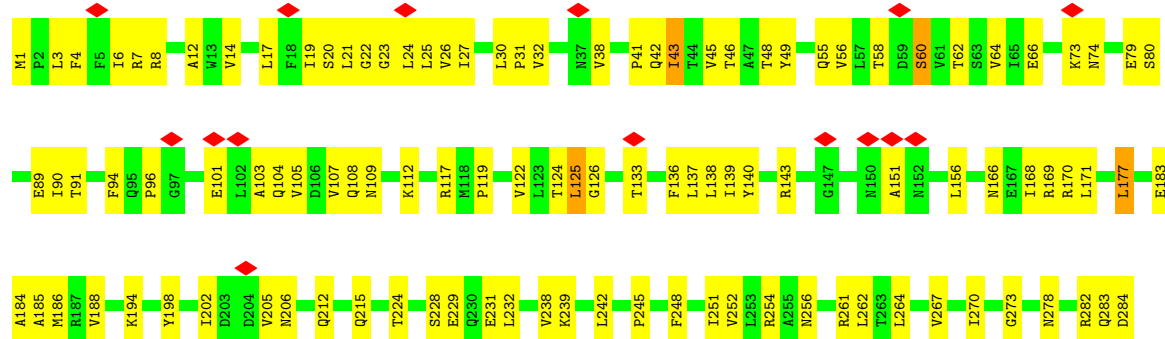 M1 P2 L3 F4 F5 I6 R7 R8 A12 W13 V14 L17 F18 I19 S20 L21 G22 G23 L24 L25 V26 I27 L30 P31 V32 N37 V38 P41 Q42 I43 T44 V45 T46 A47 T48 Y49 Q55 V56 L57 T58 D59 S60 V61 T62 S63 V64 I65 E66 K73 N74 E79 S80
E89 I90 T91 F94 Q95 P96 G97 E101 L102 A103 Q104 V105 D106 V107 Q108 N109 K112 R117 M118 P119 V122 L123 T124 L125 G126 T133 F136 L137 L138 I139 Y140 R143 G147 N150 A151 N152 L156 N166 E167 I168 R169 R170 L171 L177 E183
A184 A185 M186 R187 V188 K194 Y198 I202 D203 D204 V205 N206 Q212 Q215 T224 S228 E229 Q230 E231 L232 V238 K239 L242 P245 F248 I251 V252 L253 R254 A255 N256 R261 L262 T263 L264 V267 I270 G273 N278 R282 Q283 D284